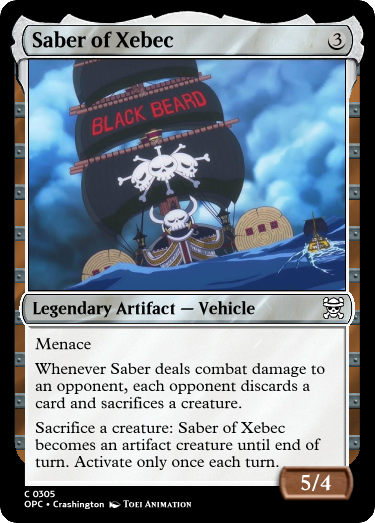 Saber of Xebec 3
BLACK BEARD
Legendary Artifact — Vehicle
Menace
Whenever Saber deals combat damage to
an opponent, each opponent discards a
card and sacrifices a creature.
Sacrifice a creature: Saber of Xebec
becomes an artifact creature until end of
turn. Activate only once each turn.
5/4
C 0305
OPC • Crashington TOEI ANIMATION